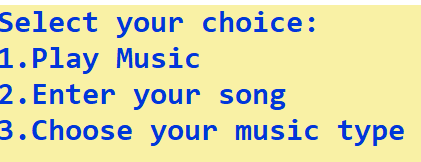 Select your choice:
1.Play Music
2.Enter your song
3.Choose your music type